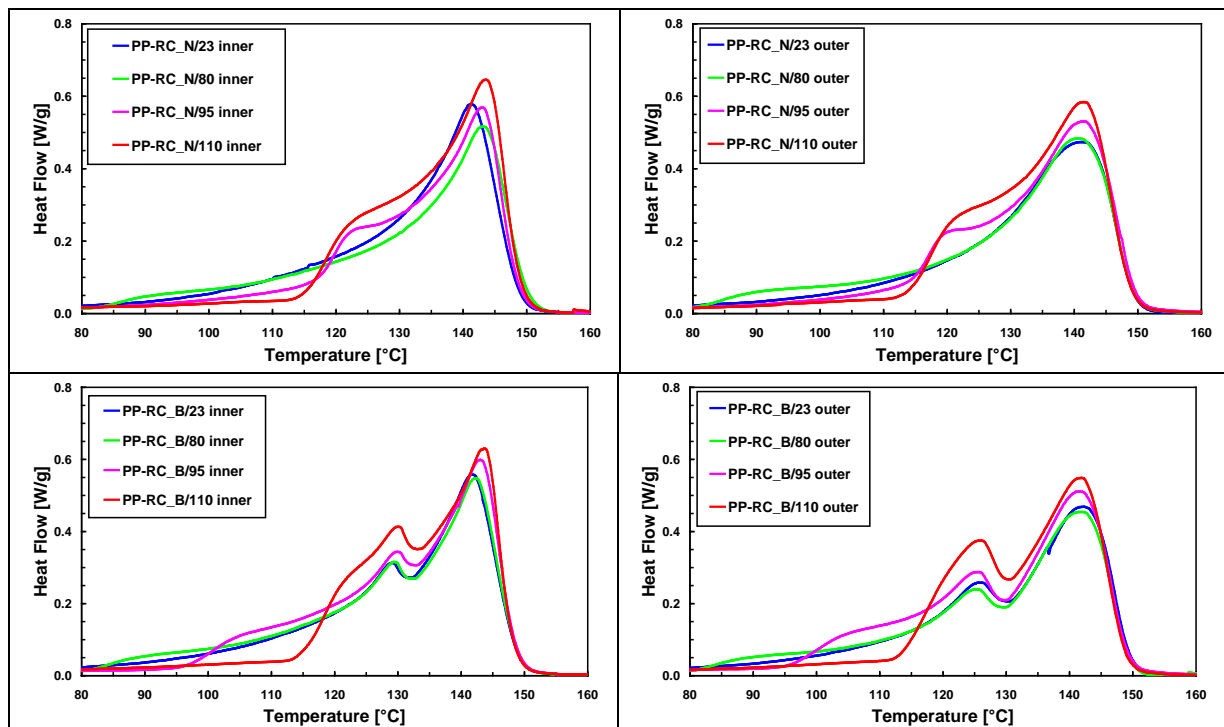 0.8
0.6
0.4
0.2
0.0
Heat Flow [W/g]
PP-RC_N/23 inner
PP-RC_N/80 inner
PP-RC_N/95 inner
PP-RC_N/110 inner
80 90 100 110 120 130 140 150 160
Temperature [°C]
0.8
0.6
0.4
0.2
0.0
Heat Flow [W/g]
PP-RC_N/23 outer
PP-RC_N/80 outer
PP-RC_N/95 outer
PP-RC_N/110 outer
80 90 100 110 120 130 140 150 160
Temperature [°C]
0.8
0.6
0.4
0.2
0.0
Heat Flow [W/g]
PP-RC_B/23 inner
PP-RC_B/80 inner
PP-RC_B/95 inner
PP-RC_B/110 inner
80 90 100 110 120 130 140 150 160
Temperature [°C]
0.8
0.6
0.4
0.2
0.0
Heat Flow [W/g]
PP-RC_B/23 outer
PP-RC_B/80 outer
PP-RC_B/95 outer
PP-RC_B/110 outer
80 90 100 110 120 130 140 150 160
Temperature [°C]